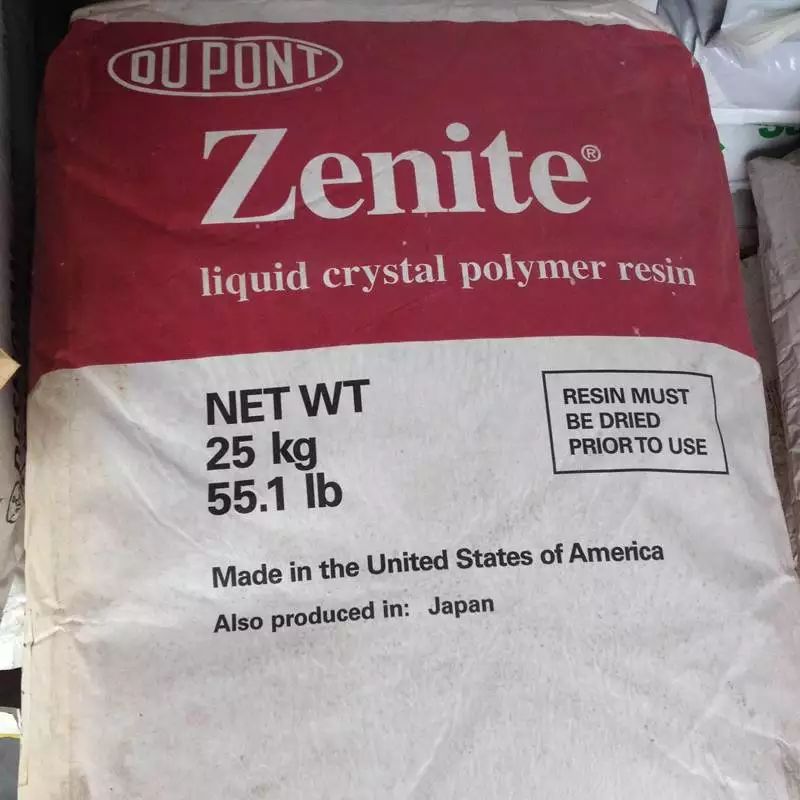 DU PONT
Zenite®
liquid crystal polymer resin
NET WT
25 kg
55.1 lb
RESIN MUST
BE DRIED
PRIOR TO USE
Made in the United States of America
Also produced in: Japan